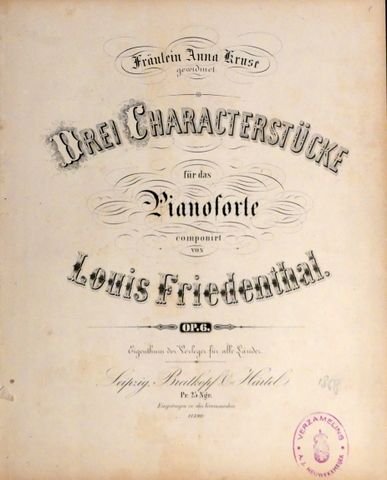 Fräulein Anna Kruse
gewidmet
DREI CHARACTERSTÜCKE
für das
Pianoforte
componirt
von
Louis Friedenthal.
OP. 6.
Eigenthum der Verleger für alle Länder.
Leipzig, Breitkopf & Härtel.
Pr. 25 Ngr.
Eingetragen in das Vereinsarchiv
VERZAMELING